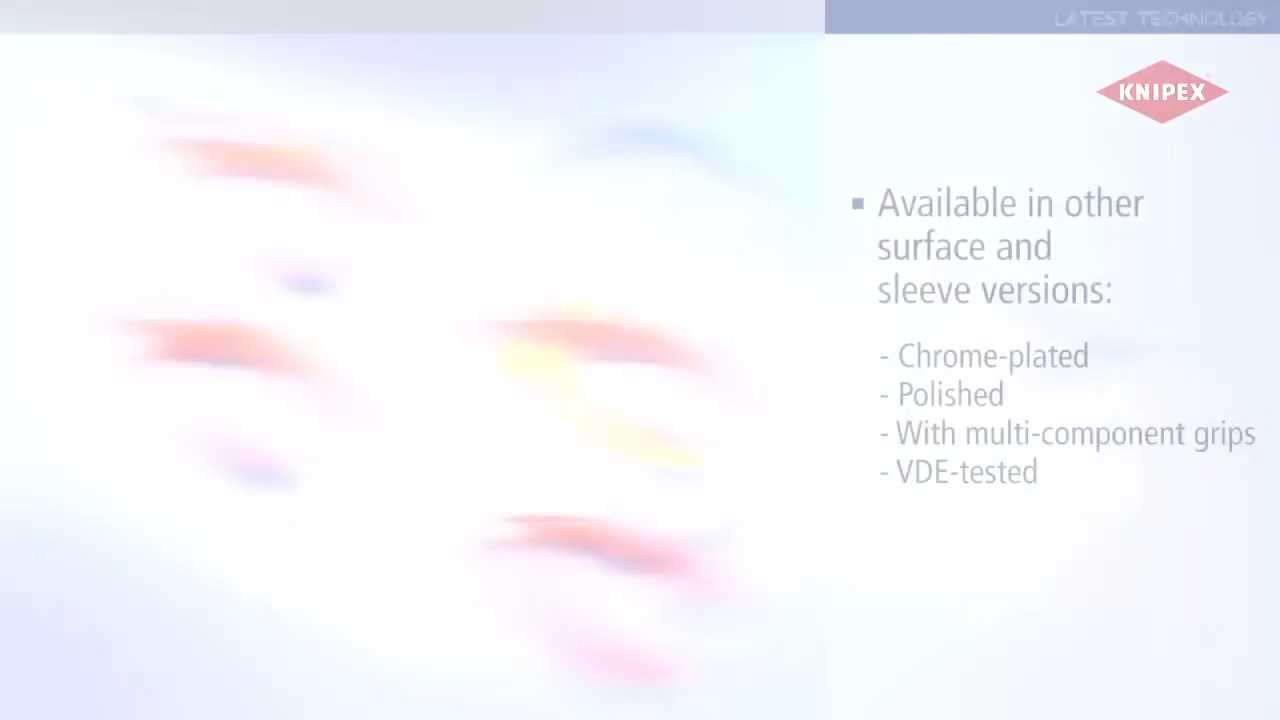 LATEST TECHNOLOGY
KNIPEX
▪ Available in other
surface and
sleeve versions:
- Chrome-plated
- Polished
- With multi-component grips
- VDE-tested